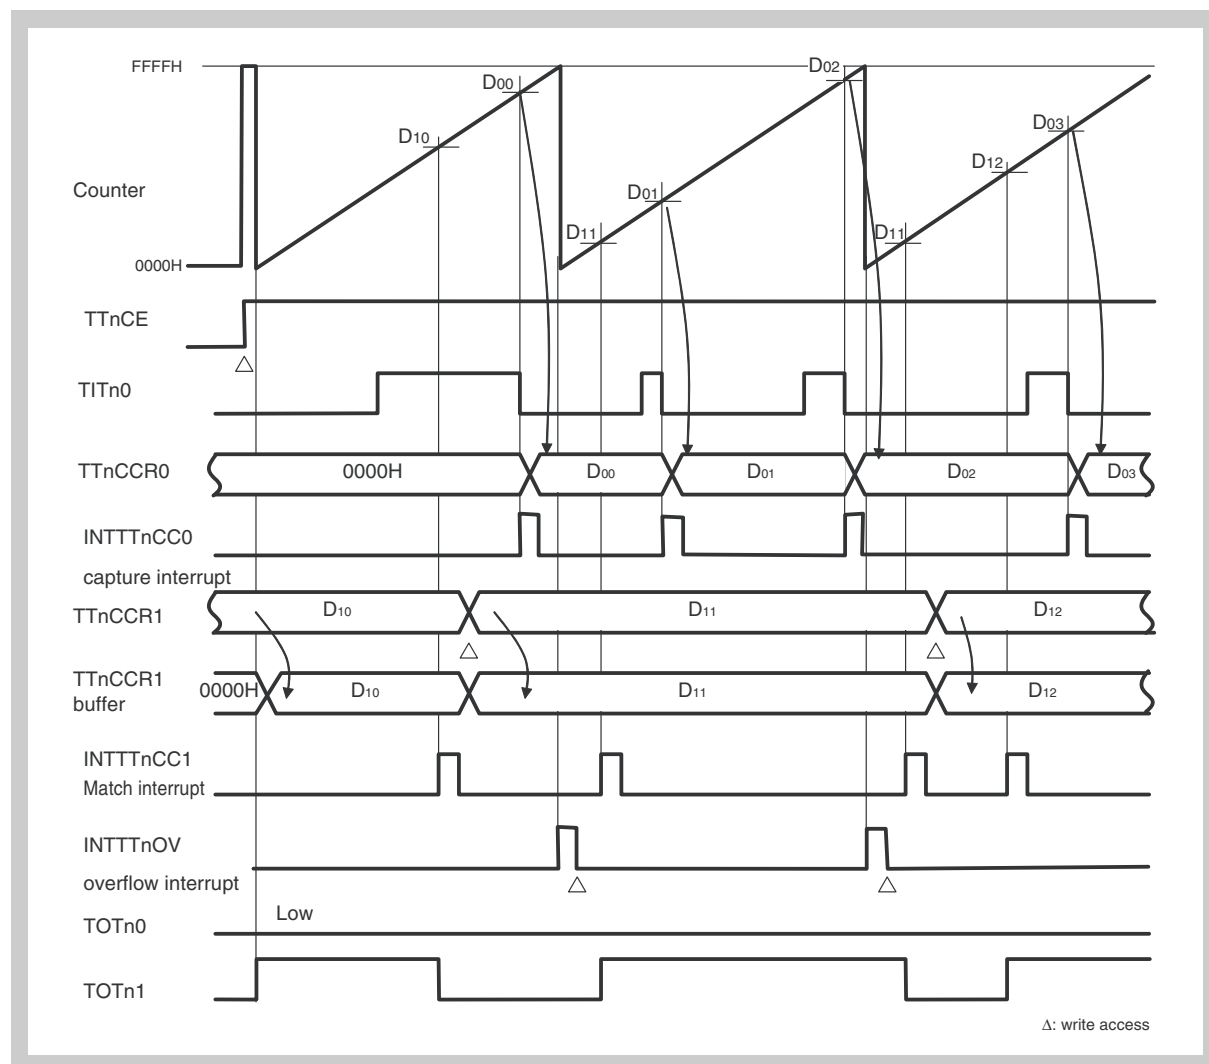 FFFFH
D00
D02
D10
D03
D12
Counter
D01
D11
D11
0000H
TTnCE
Δ
TITn0
TTnCCR0
0000H
D00
D01
D02
D03
INTTTnCC0
capture interrupt
TTnCCR1
D10
D11
D12
Δ
Δ
TTnCCR1
buffer
0000H
D10
D11
D12
INTTTnCC1
Match interrupt
INTTTnOV
overflow interrupt
Δ
Δ
TOTn0
Low
TOTn1
Δ: write access